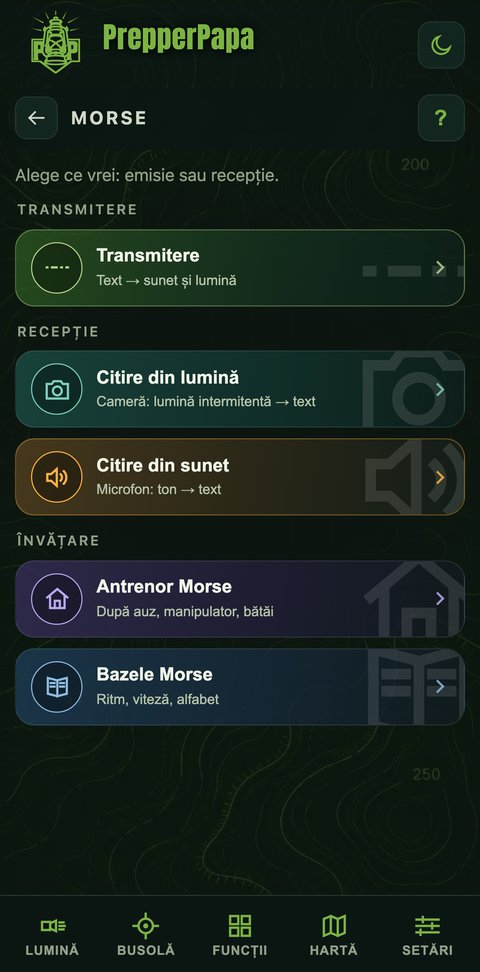 PP
PrepperPapa
MORSE
?
200
Alege ce vrei: emisie sau recepție.
TRANSMITERE
Transmitere
Text → sunet și lumină
RECEPȚIE
Citire din lumină
Cameră: lumină intermitentă → text
Citire din sunet
Microfon: ton → text
ÎNVĂȚARE
Antrenor Morse
După auz, manipulator, bătăi
Bazele Morse
Ritm, viteză, alfabet
250
LUMINĂ BUSOLĂ FUNCȚII HARTĂ SETĂRI